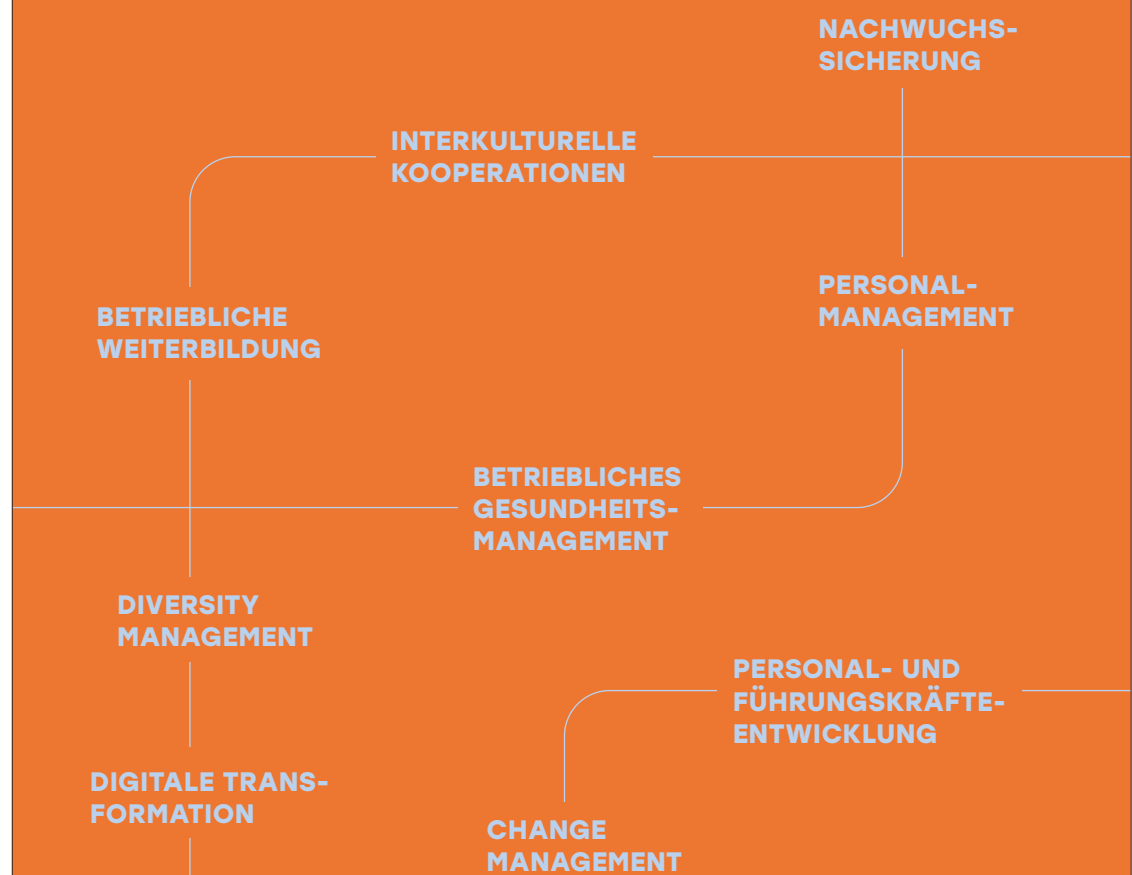 NACHWUCHS-
SICHERUNG
INTERKULTURELLE
KOOPERATIONEN
PERSONAL-
MANAGEMENT
BETRIEBLICHE
WEITERBILDUNG
BETRIEBLICHES
GESUNDHEITS-
MANAGEMENT
DIVERSITY
MANAGEMENT
PERSONAL- UND
FÜHRUNGSKRÄFTE-
ENTWICKLUNG
DIGITALE TRANS-
FORMATION
CHANGE
MANAGEMENT